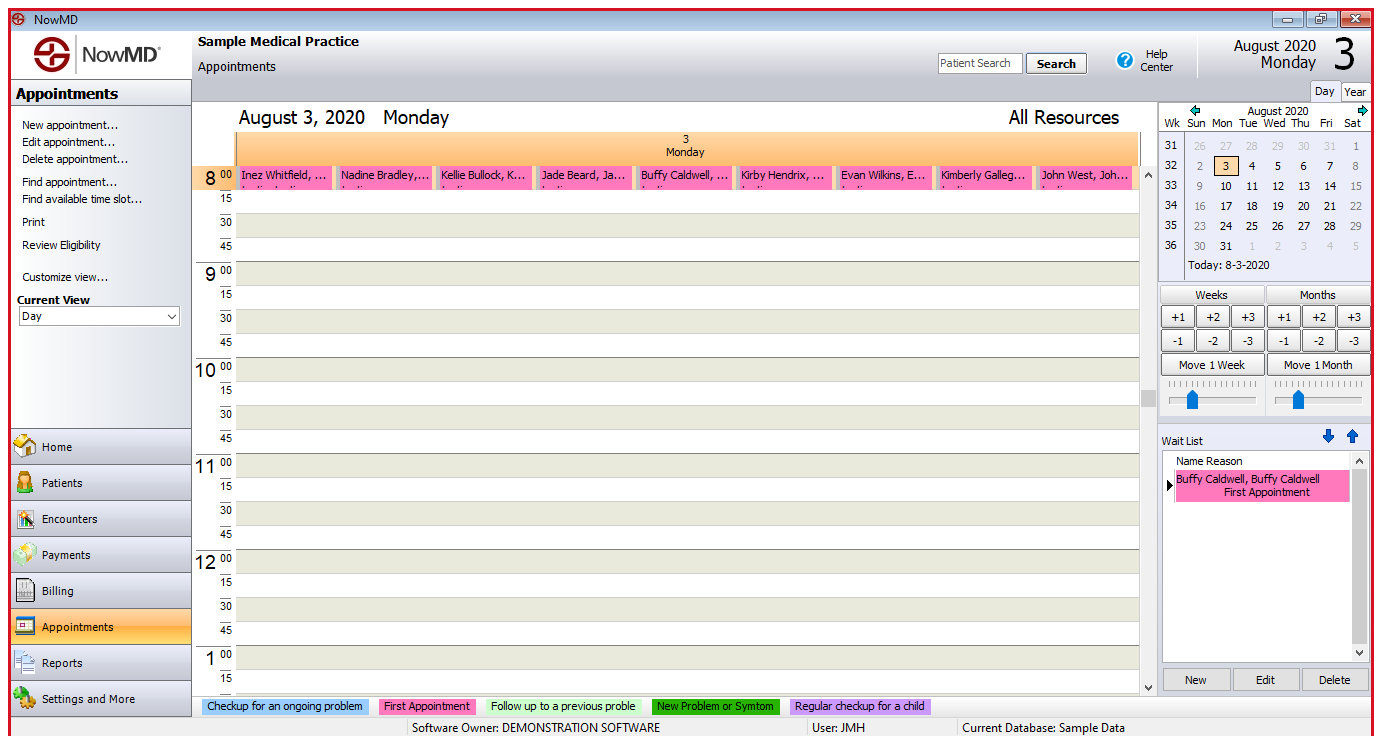 NowMD
NowMD®
Sample Medical Practice
Appointments
Patient Search
Search
Help
Center
August 2020
Monday
3
Appointments
New appointment...
Edit appointment...
Delete appointment...
Find appointment...
Find available time slot...
Print
Review Eligibility
Customize view...
Current View
Day
Home
Patients
Encounters
Payments
Billing
Appointments
Reports
Settings and More
August 3, 2020 Monday All Resources
3
Monday
8 00 Inez Whitfield, ... Nadine Bradley,... Kellie Bullock, K... Jade Beard, Ja... Buffy Caldwell, ... Kirby Hendrix, ... Evan Wilkins, E... Kimberly Galleg... John West, Joh...
15
30
45
9 00
15
30
45
10 00
15
30
45
11 00
15
30
45
12 00
15
30
45
1 00
15
Day Year
August 2020
Wk Sun Mon Tue Wed Thu Fri Sat
31 26 27 28 29 30 31 1
32 2 3 4 5 6 7 8
33 9 10 11 12 13 14 15
34 16 17 18 19 20 21 22
35 23 24 25 26 27 28 29
36 30 31 1 2 3 4 5
Today: 8-3-2020
Weeks Months
+1 +2 +3 +1 +2 +3
-1 -2 -3 -1 -2 -3
Move 1 Week Move 1 Month
Wait List
Name Reason
Buffy Caldwell, Buffy Caldwell
First Appointment
New Edit Delete
Checkup for an ongoing problem First Appointment Follow up to a previous proble New Problem or Symtom Regular checkup for a child
Software Owner: DEMONSTRATION SOFTWARE User: JMH Current Database: Sample Data